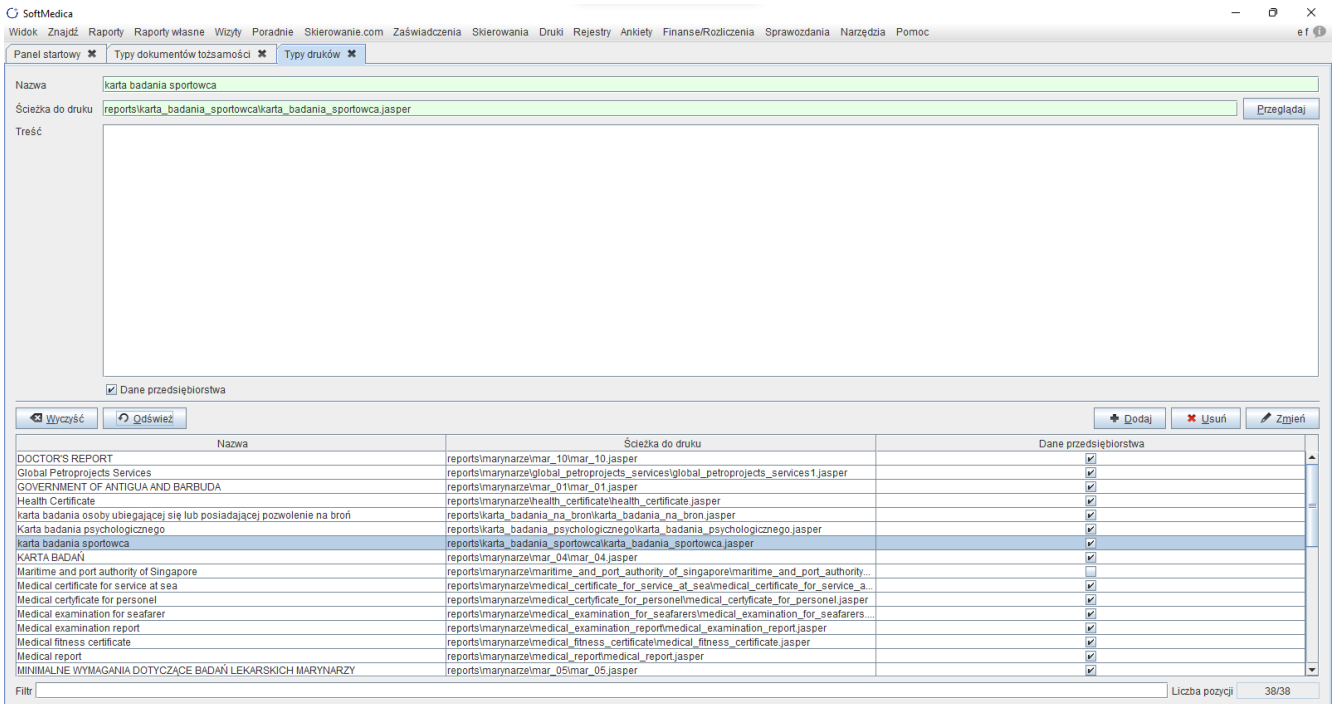 SoftMedica
Widok Znajdź Raporty Raporty własne Wizyty Poradnie Skierowanie.com Zaświadczenia Skierowania Druki Rejestry Ankiety Finanse/Rozliczenia Sprawozdania Narzędzia Pomoc e f
Panel startowy Typy dokumentów tożsamości Typy druków
Nazwa karta badania sportowca
Ścieżka do druku reports\karta_badania_sportowca\karta_badania_sportowca.jasper Przeglądaj
Treść
Dane przedsiębiorstwa
Wyczyść Odśwież Dodaj Usuń Zmień
Nazwa Ścieżka do druku Dane przedsiębiorstwa
DOCTOR'S REPORT reports\marynarze\mar_10\mar_10.jasper
Global Petroprojects Services reports\marynarze\global_petroprojects_services\global_petroprojects_services1.jasper
GOVERNMENT OF ANTIGUA AND BARBUDA reports\marynarze\mar_01\mar_01.jasper
Health Certificate reports\marynarze\health_certificate\health_certificate.jasper
karta badania osoby ubiegającej się lub posiadającej pozwolenie na broń reports\karta_badania_na_bron\karta_badania_na_bron.jasper
Karta badania psychologicznego reports\karta_badania_psychologicznego\karta_badania_psychologicznego.jasper
karta badania sportowca reports\karta_badania_sportowca\karta_badania_sportowca.jasper
KARTA BADAŃ reports\marynarze\mar_04\mar_04.jasper
Maritime and port authority of Singapore reports\marynarze\maritime_and_port_authority_of_singapore\maritime_and_port_authority...
Medical certificate for service at sea reports\marynarze\medical_certificate_for_service_at_sea\medical_certificate_for_service_a...
Medical certyficate for personel reports\marynarze\medical_certyficate_for_personel\medical_certyficate_for_personel.jasper
Medical examination for seafarer reports\marynarze\medical_examination_for_seafarers\medical_examination_for_seafarers....
Medical examination report reports\marynarze\medical_examination_report\medical_examination_report.jasper
Medical fitness certificate reports\marynarze\medical_fitness_certificate\medical_fitness_certificate.jasper
Medical report reports\marynarze\medical_report\medical_report.jasper
MINIMALNE WYMAGANIA DOTYCZĄCE BADAŃ LEKARSKICH MARYNARZY reports\marynarze\mar_05\mar_05.jasper
Filtr Liczba pozycji 38/38